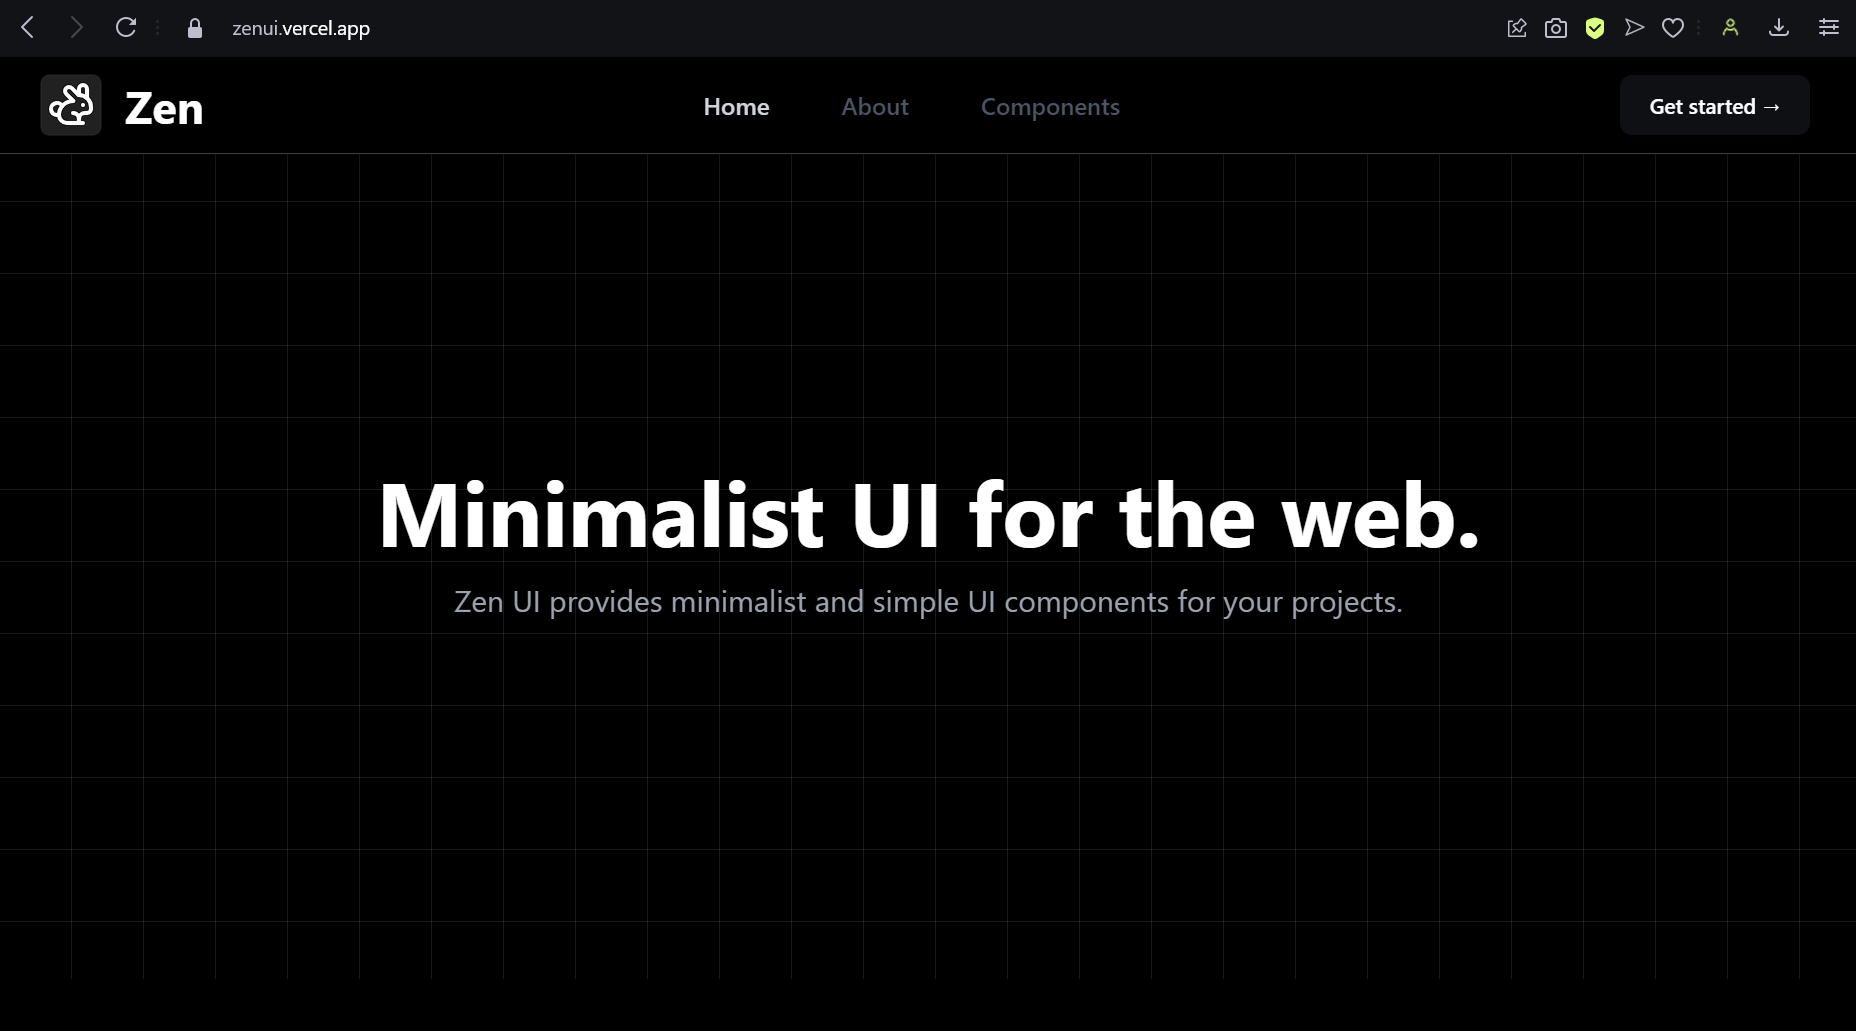 zenui.vercel.app
Zen
Home About Components
Get started →
Minimalist UI for the web.
Zen UI provides minimalist and simple UI components for your projects.